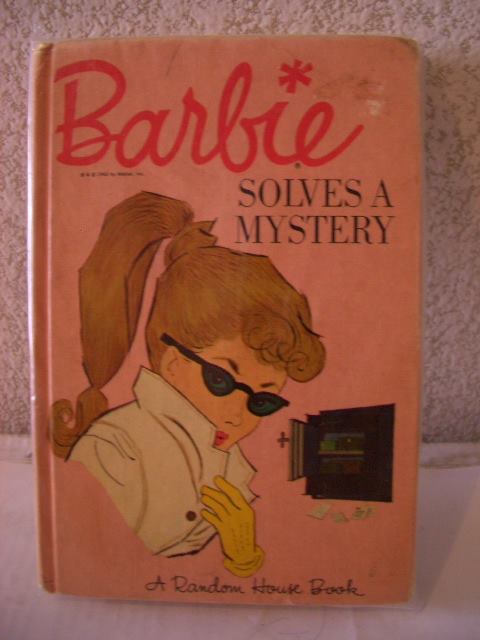 Barbie
SOLVES A
MYSTERY
A Random House Book